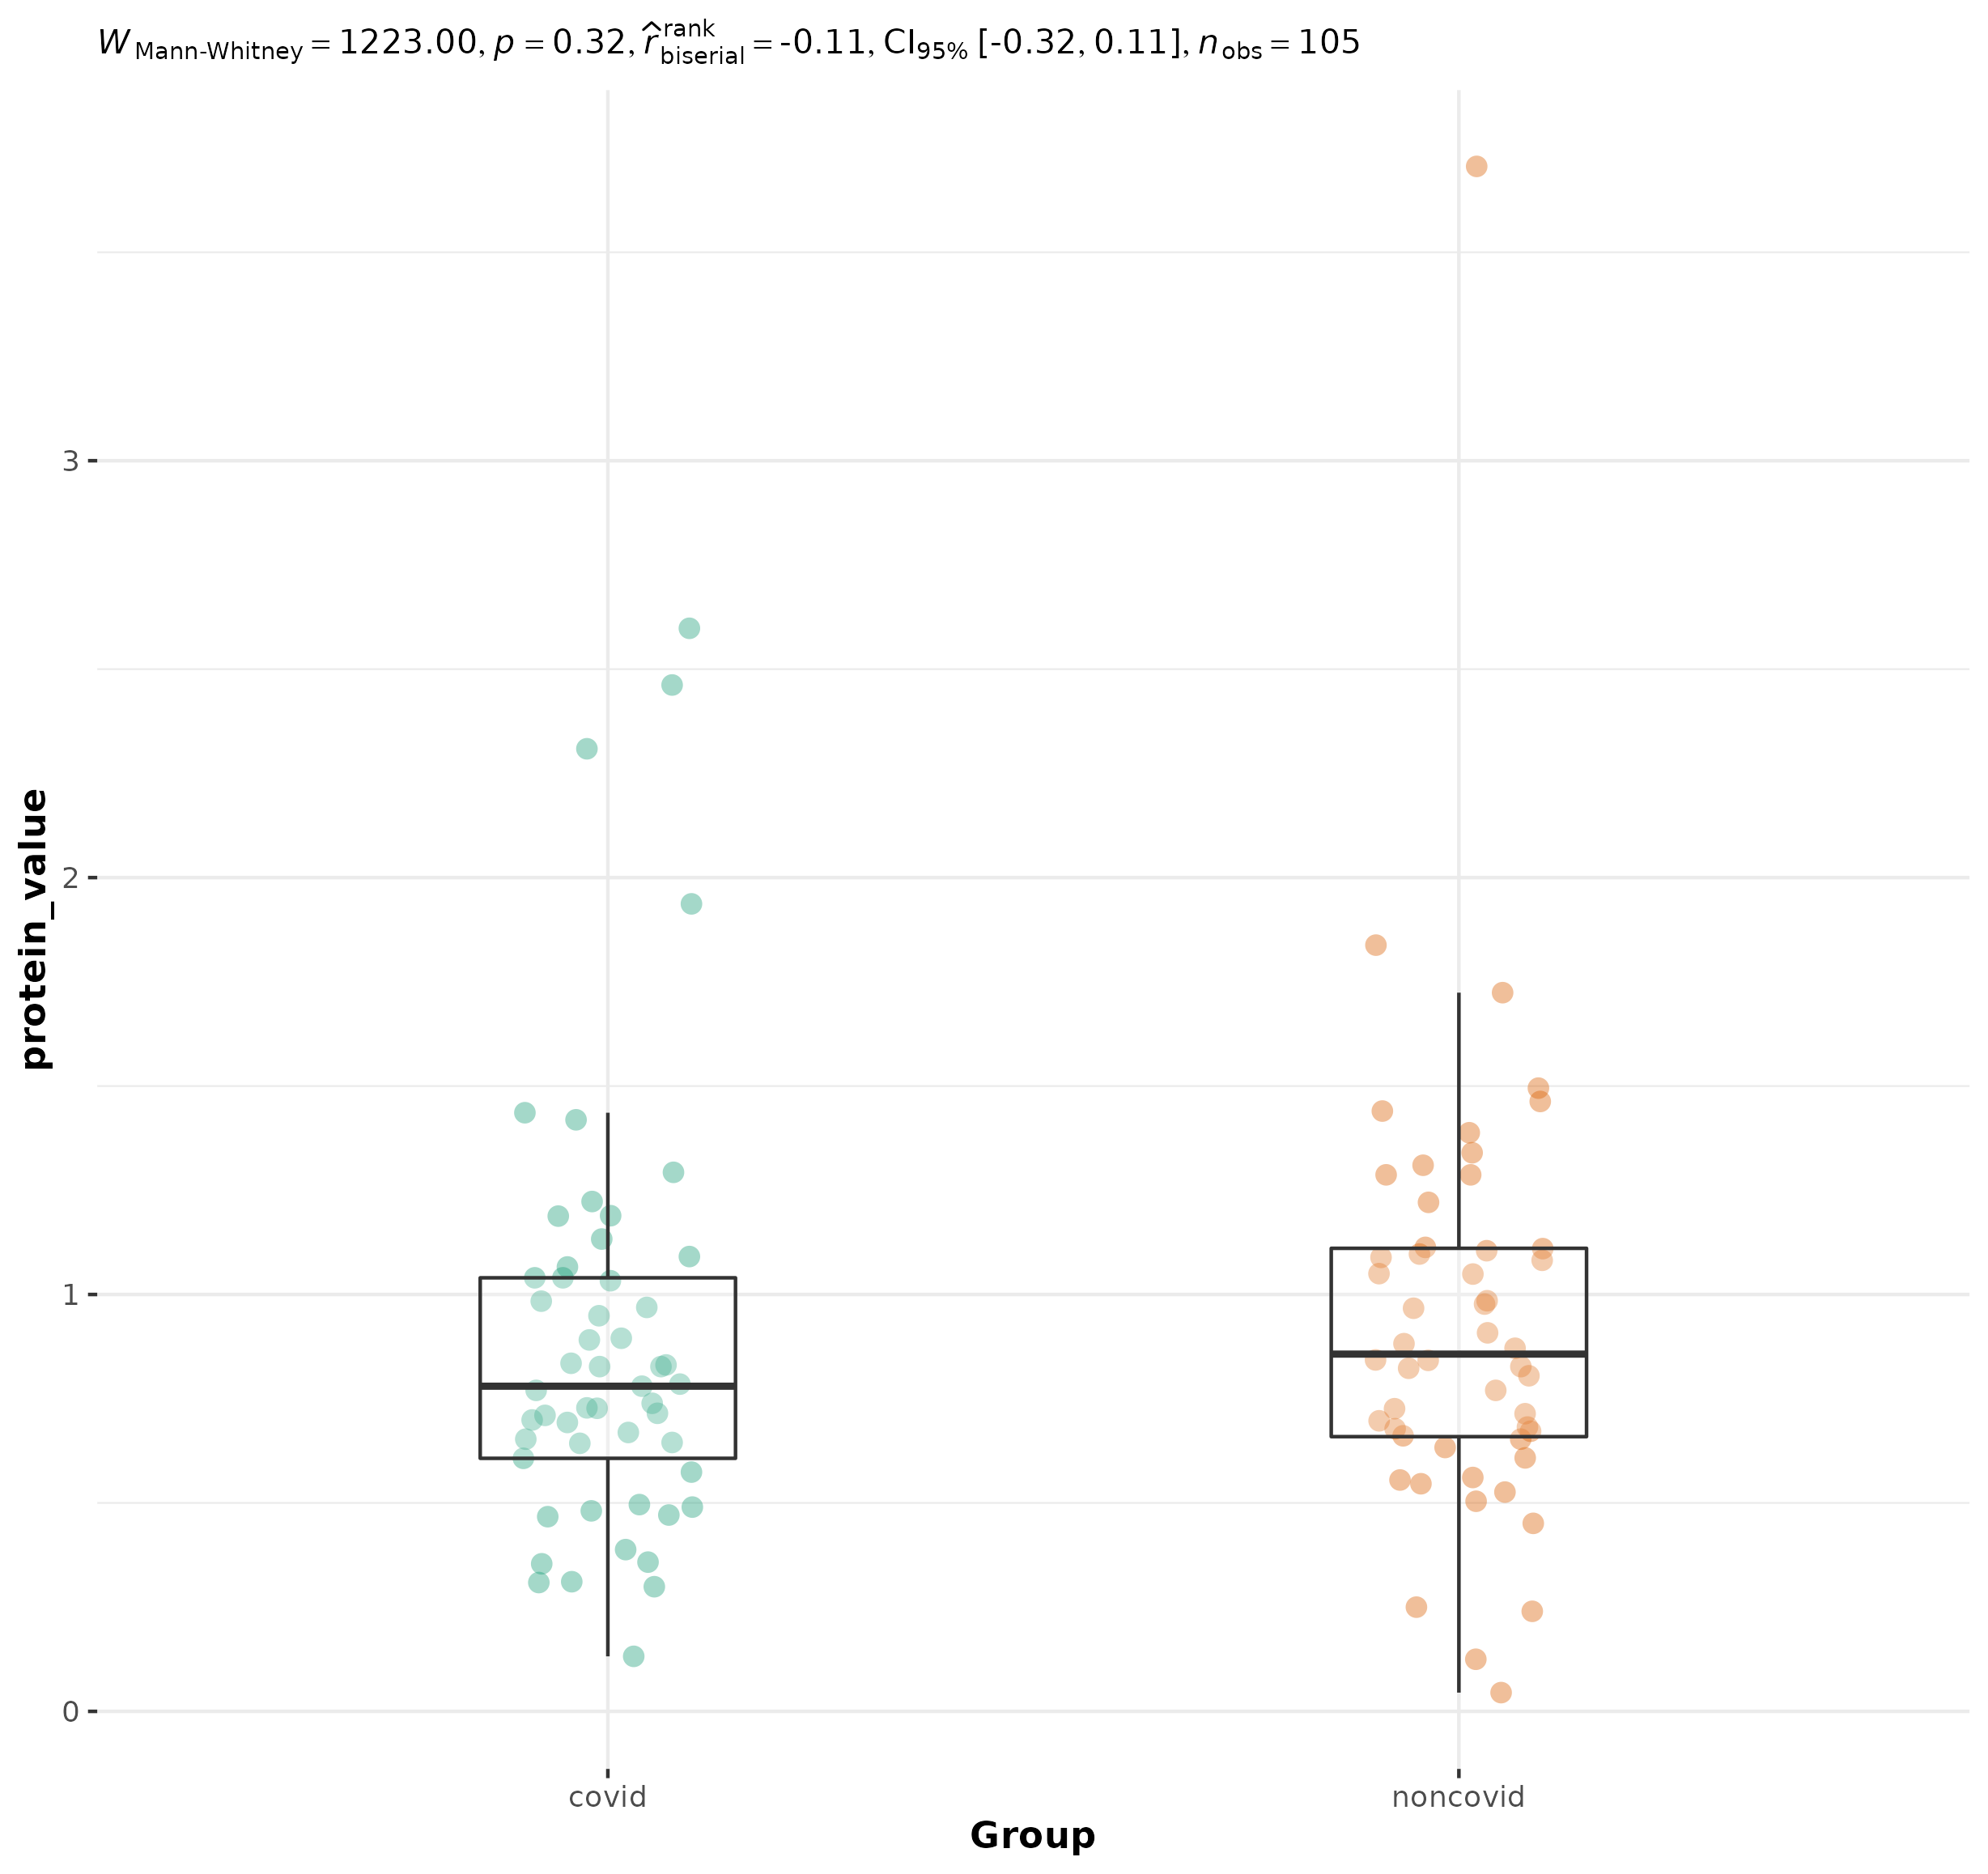 W Mann-Whitney = 1223.00, p = 0.32, r̂ rank biserial = -0.11, CI95% [-0.32, 0.11], nobs = 105
protein_value
3
2
1
0
covid noncovid
Group